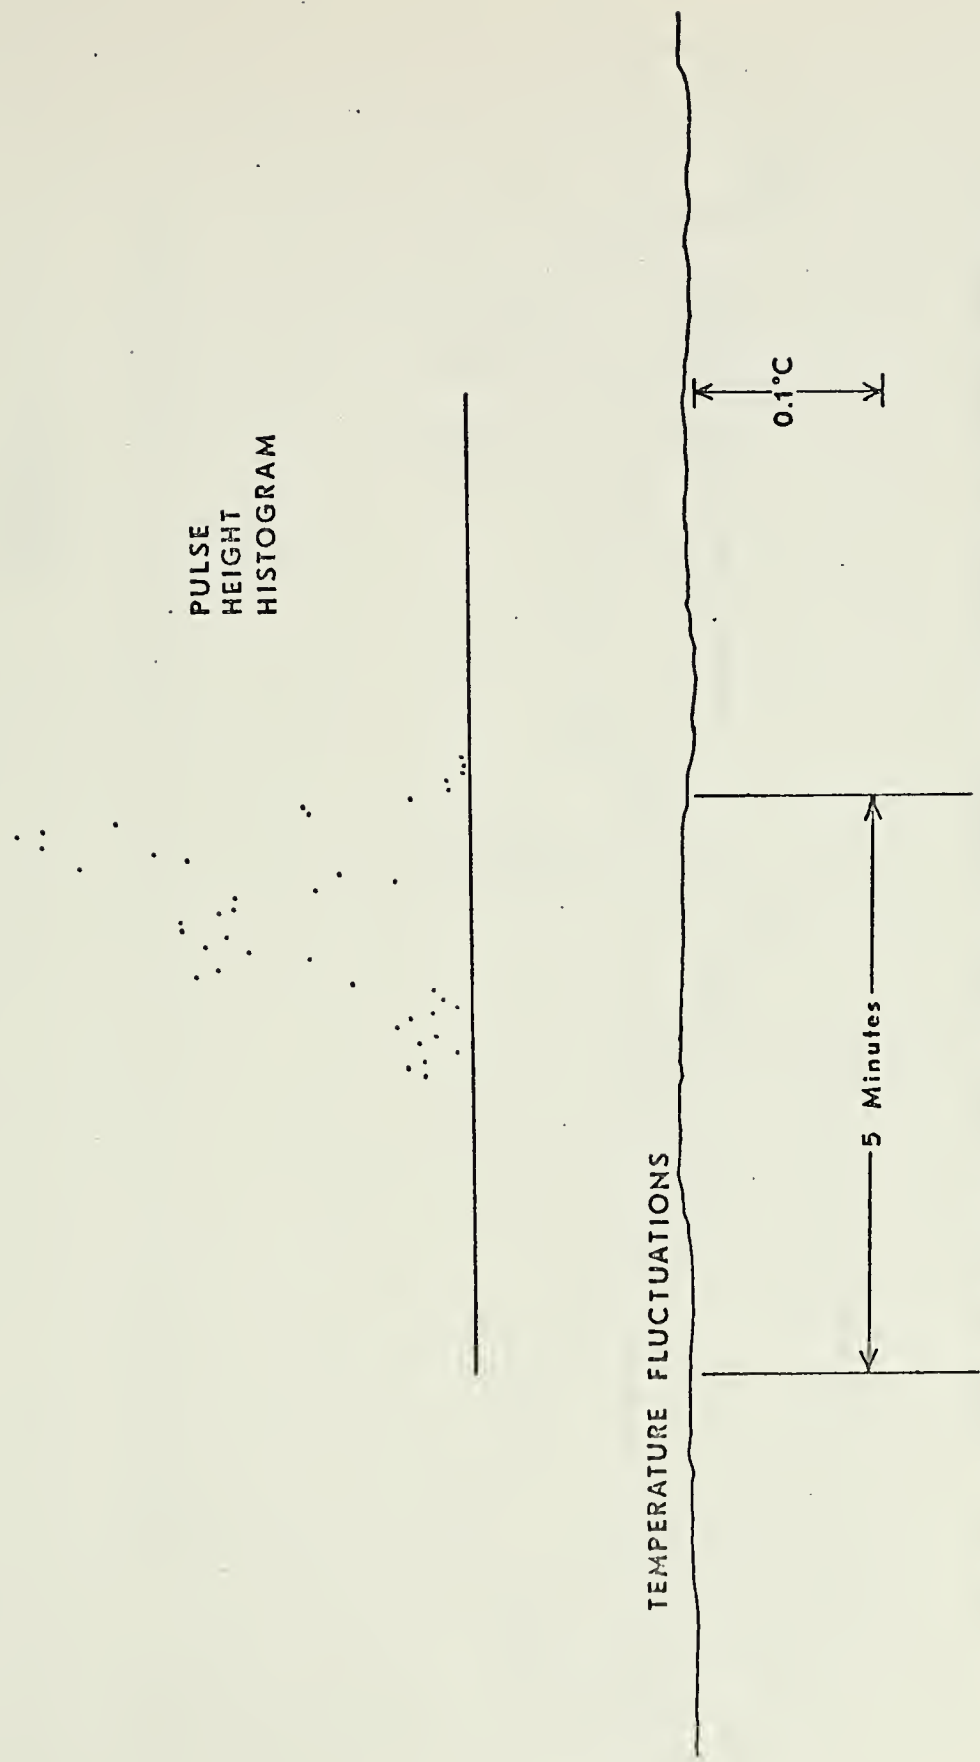 PULSE
HEIGHT
HISTOGRAM
TEMPERATURE FLUCTUATIONS
0.1°C
5 Minutes